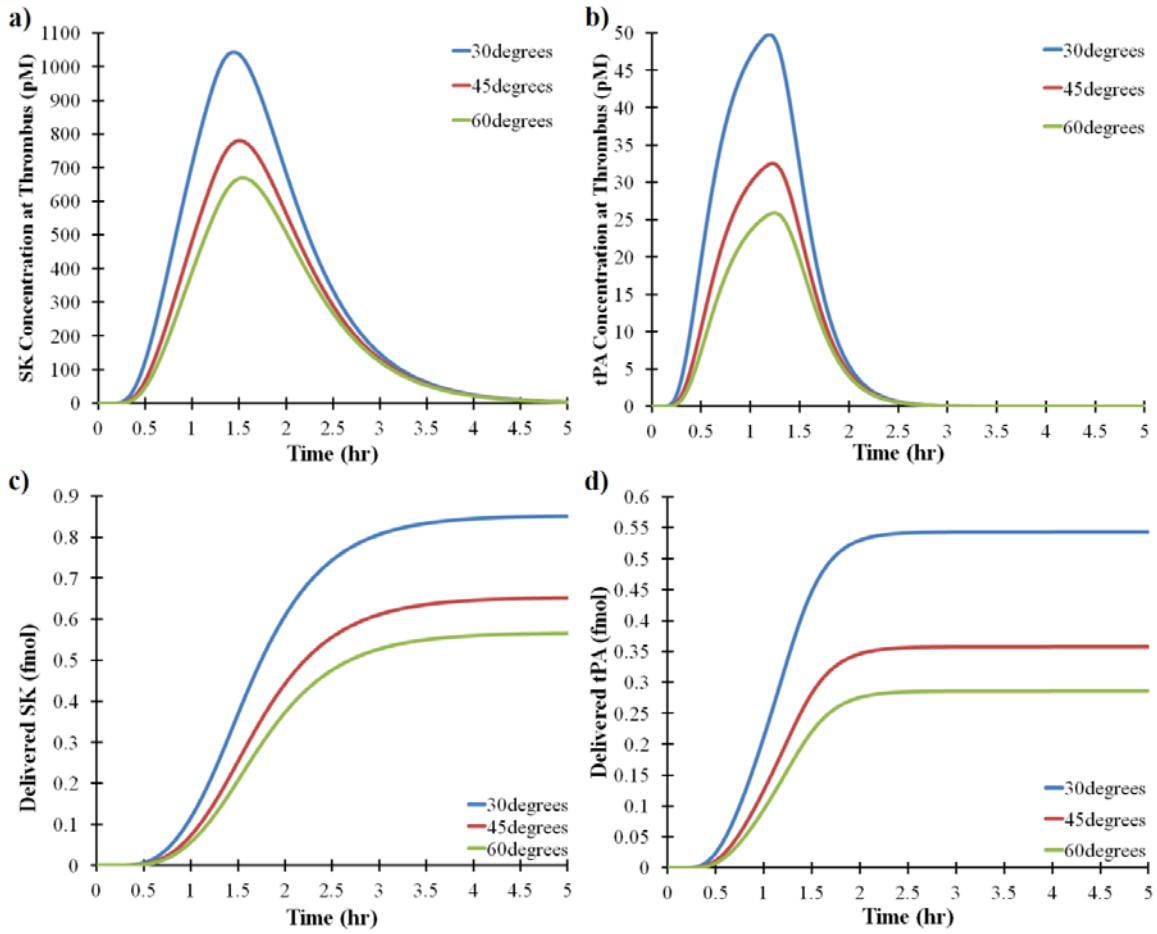 a)
1100
1000
900
800
700
600
500
400
300
200
100
0
SK Concentration at Thrombus (pM)
30degrees
45degrees
60degrees
0 0.5 1 1.5 2 2.5 3 3.5 4 4.5 5
Time (hr)
b)
50
45
40
35
30
25
20
15
10
5
0
tPA Concentration at Thrombus (pM)
30degrees
45degrees
60degrees
0 0.5 1 1.5 2 2.5 3 3.5 4 4.5 5
Time (hr)
c)
0.9
0.8
0.7
0.6
0.5
0.4
0.3
0.2
0.1
0
Delivered SK (fmol)
30degrees
45degrees
60degrees
0 0.5 1 1.5 2 2.5 3 3.5 4 4.5 5
Time (hr)
d)
0.6
0.55
0.5
0.45
0.4
0.35
0.3
0.25
0.2
0.15
0.1
0.05
0
Delivered tPA (fmol)
30degrees
45degrees
60degrees
0 0.5 1 1.5 2 2.5 3 3.5 4 4.5 5
Time (hr)